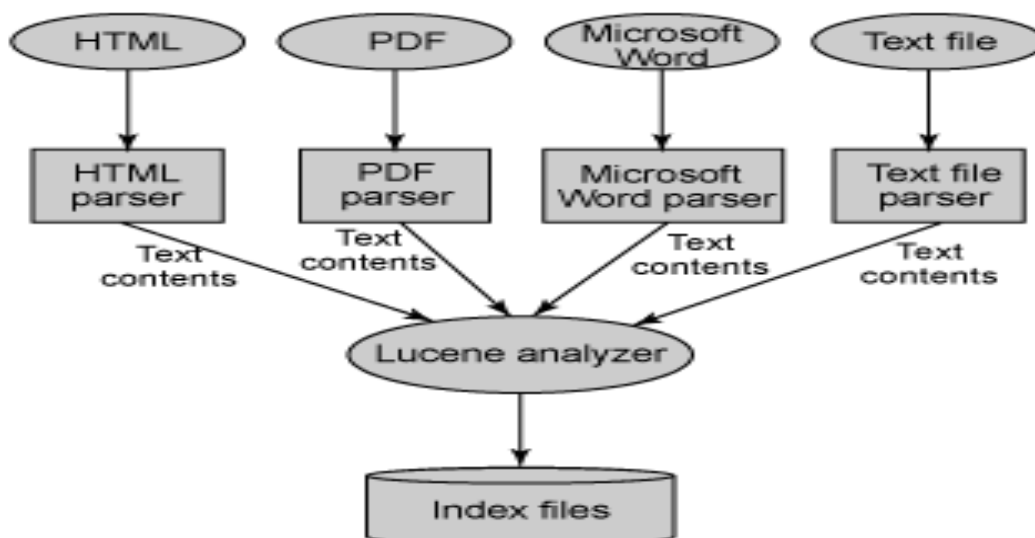 HTML
PDF
Microsoft
Word
Text file
HTML
parser
PDF
parser
Microsoft
Word parser
Text file
parser
Text
contents
Text
contents
Text
contents
Text
contents
Lucene analyzer
Index files